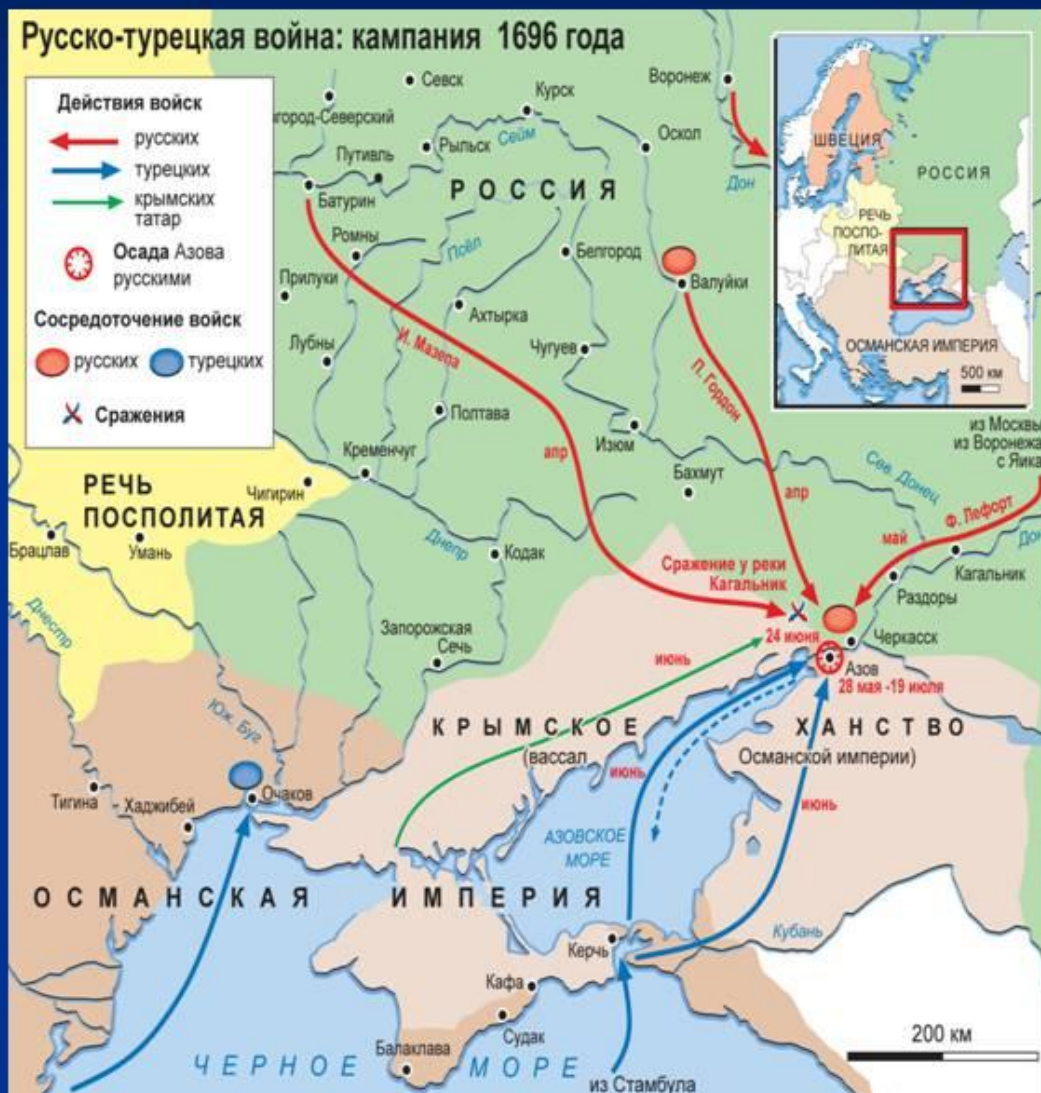 Русско-турецкая война: кампания 1696 года
Действия войск
русских
турецких
крымских
татар
Осада Азова
русскими
Сосредоточение войск
русских
турецких
Сражения
Севск
Воронеж
Курск
город-Северский
Сейм
Оскол
Рыльск
Путивль
Дон
РОССИЯ
Батурин
Ромны
Псёл
Белгород
Прилуки
Валуйки
Ахтырка
И. Мазепа
Лубны
Чугуев
П. Гордон
Полтава
Изюм
апр
Кременчуг
Бахмут
РЕЧЬ
ПОСПОЛИТАЯ
Чигирин
Сев. Донец
апр
Ф. Лефорт
май
Брацлав
Умань
Днепр
Кодак
Дон
Кагальник
Сражение у реки
Кагальник
Раздоры
Днестр
Запорожская
Сечь
24 июня
Черкасск
июнь
Азов
28 мая -19 июля
Юж. Буг
КРЫМСКОЕ
ХАНСТВО
(вассал
Османской империи)
июнь
июнь
Тигина
Хаджибей
Очаков
АЗОВСКОЕ
МОРЕ
ОСМАНСКАЯ
ИМПЕРИЯ
Керчь
Кубань
Кафа
Судак
Балаклава
ЧЕРНОЕ
МОРЕ
из Стамбула
200 км
ШВЕЦИЯ
РОССИЯ
РЕЧЬ
ПОСПО-
ЛИТАЯ
ОСМАНСКАЯ ИМПЕРИЯ
500 км
из Москвы
из Воронежа
с Яика